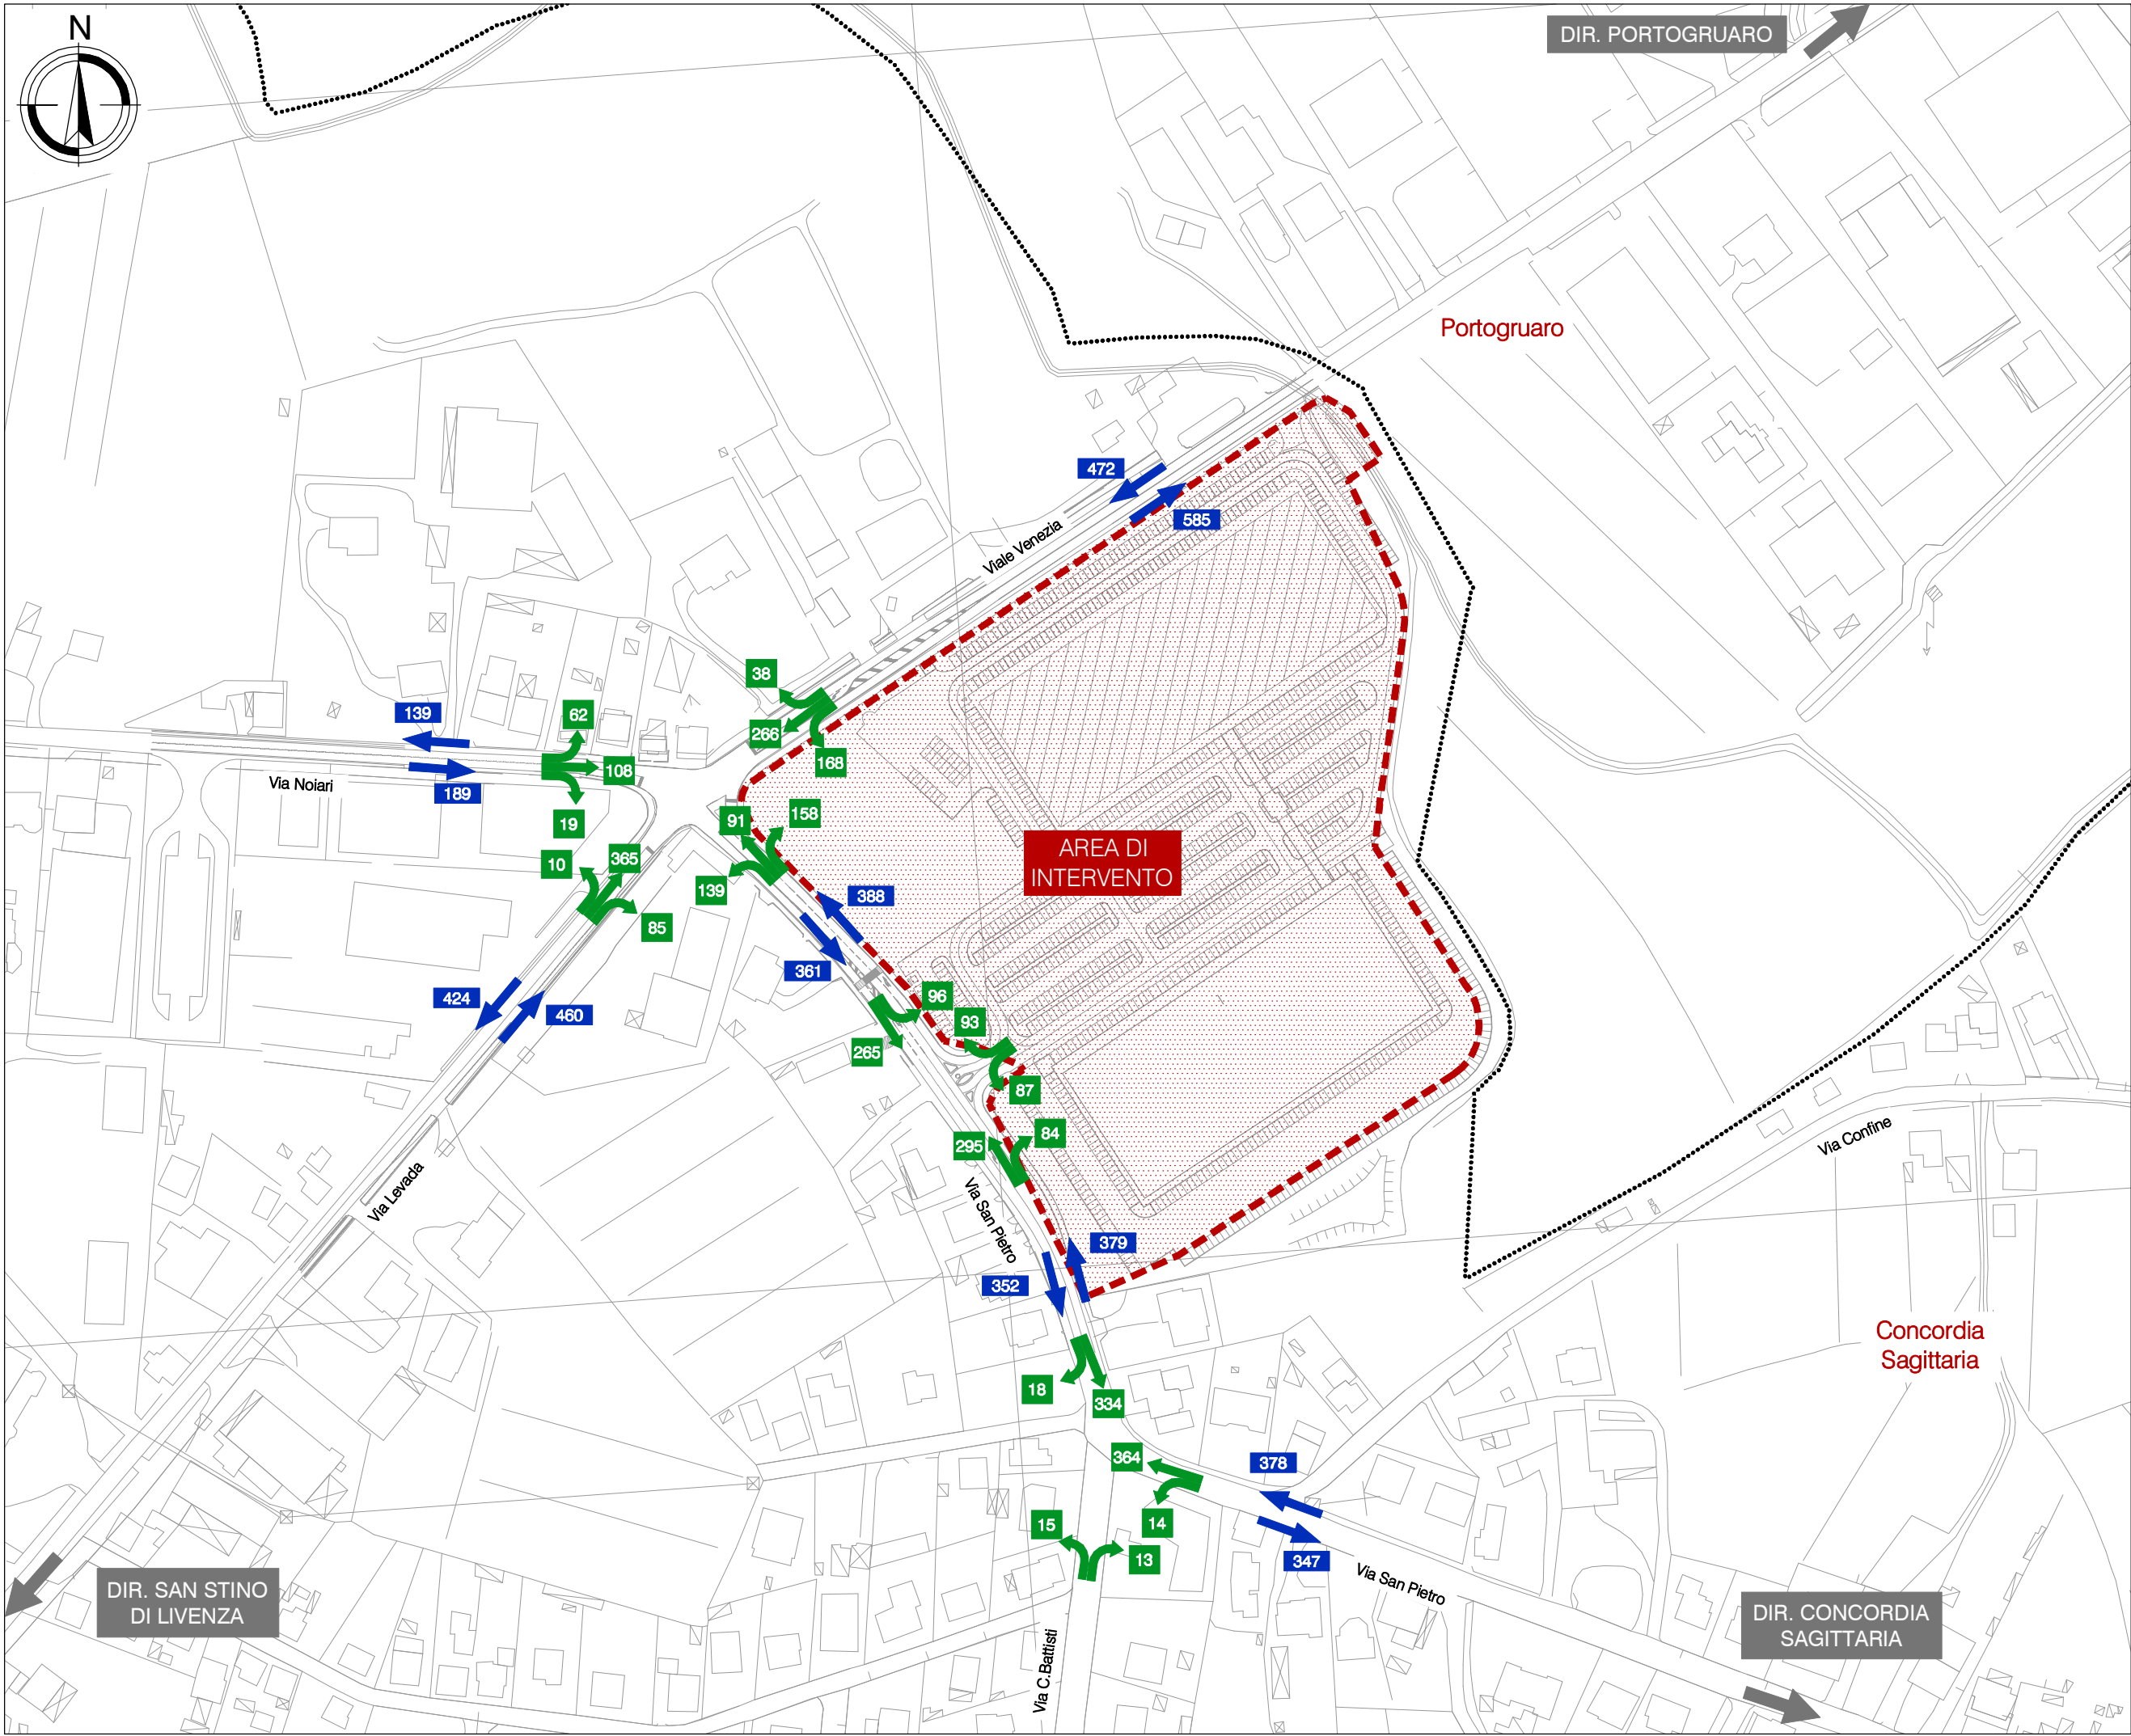 N
DIR. PORTOGRUARO
Portogruaro
472
585
Viale Venezia
38
266
168
139
62
108
189
Via Noiari
19
91
158
10
365
139
85
388
361
AREA DI
INTERVENTO
424
460
96
93
265
87
84
295
Via Confine
Via Levada
Via San Pietro
379
352
Concordia
Sagittaria
18
334
364
378
15
14
13
347
Via San Pietro
DIR. SAN STINO
DI LIVENZA
DIR. CONCORDIA
SAGITTARIA
Via C.Battisti